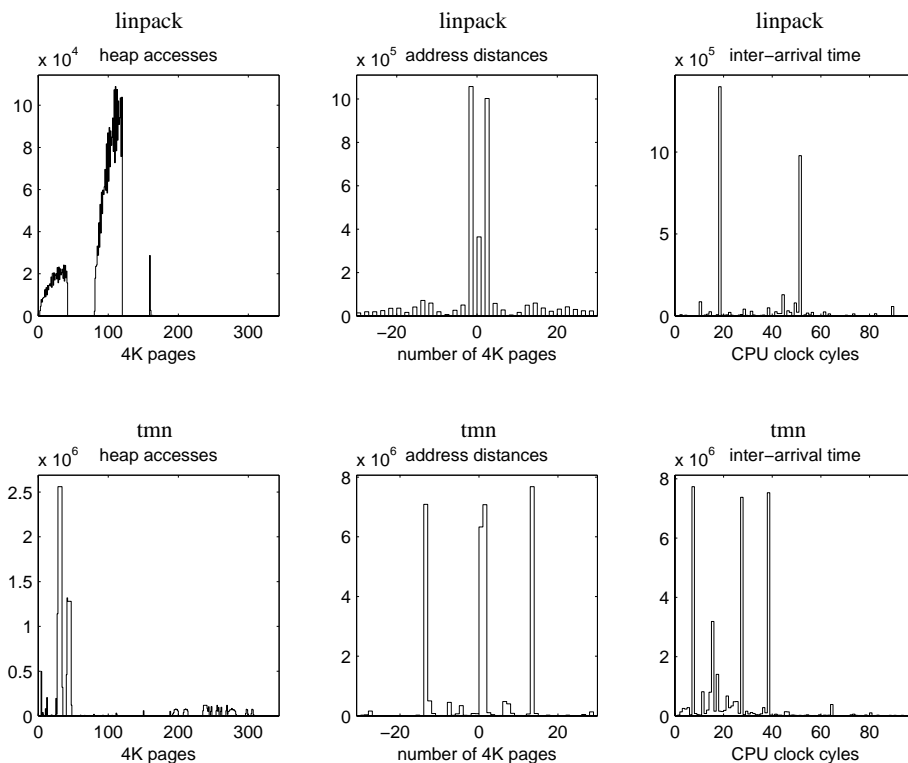 linpack linpack linpack
heap accesses address distances inter−arrival time
x 10^4 x 10^5 x 10^5
10
8
6
4
2
0
0 100 200 300
4K pages
10
8
6
4
2
0
−20 0 20
number of 4K pages
10
5
0
0 20 40 60 80
CPU clock cyles
tmn tmn tmn
heap accesses address distances inter−arrival time
x 10^6 x 10^6 x 10^6
2.5
2
1.5
1
0.5
0
0 100 200 300
4K pages
8
6
4
2
0
−20 0 20
number of 4K pages
8
6
4
2
0
0 20 40 60 80
CPU clock cyles